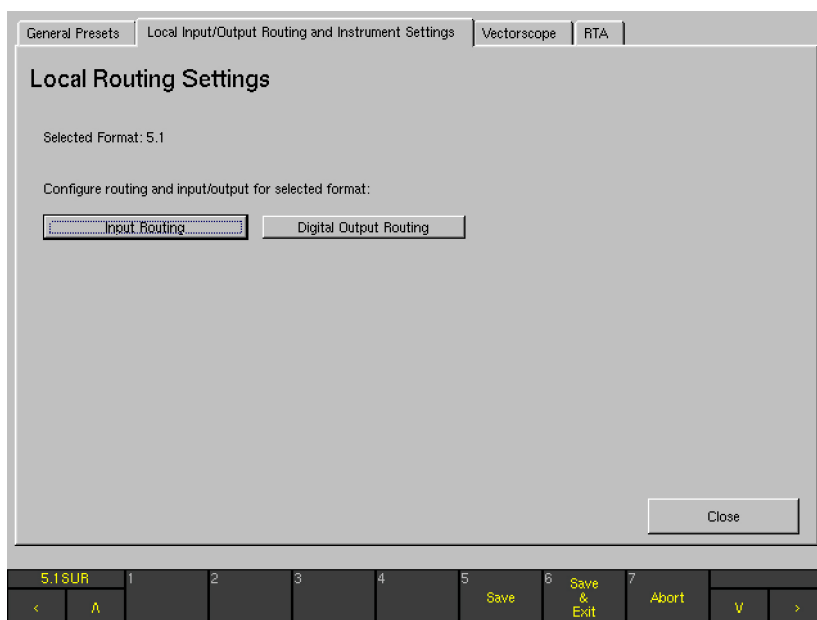 General Presets Local Input/Output Routing and Instrument Settings Vectorscope RTA
Local Routing Settings
Selected Format: 5.1
Configure routing and input/output for selected format:
Input Routing Digital Output Routing
Close
5.1SUR 1 2 3 4 5 Save 6 Save & Exit 7 Abort
< Λ V >